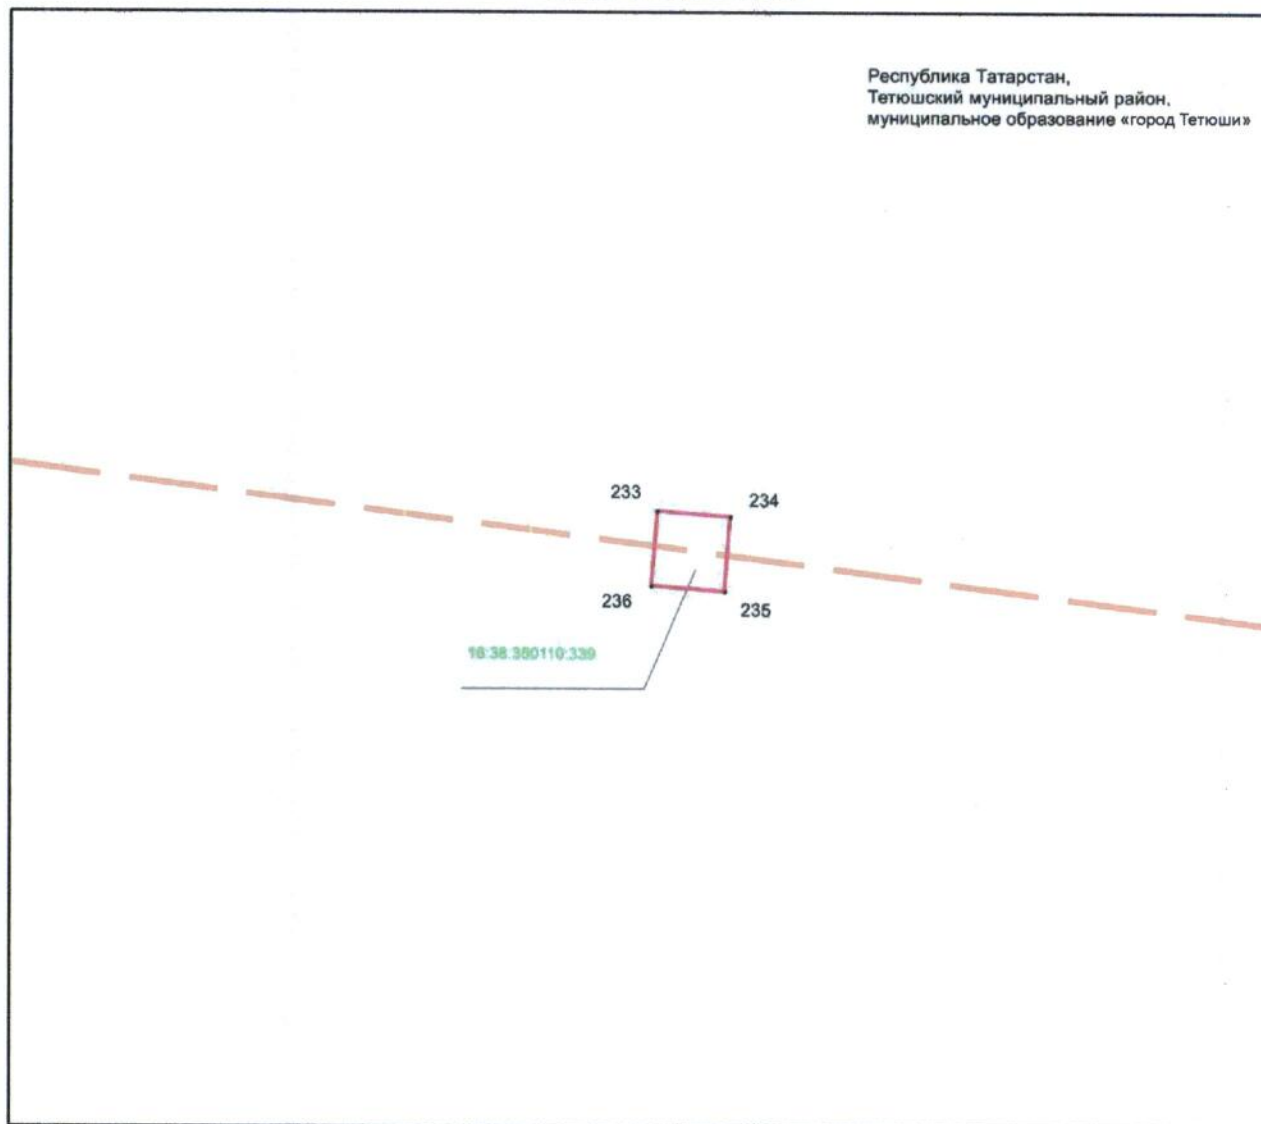 Республика Татарстан,
Тетюшский муниципальный район,
муниципальное образование «город Тетюши»
233
234
236
235
16:38:380110:339